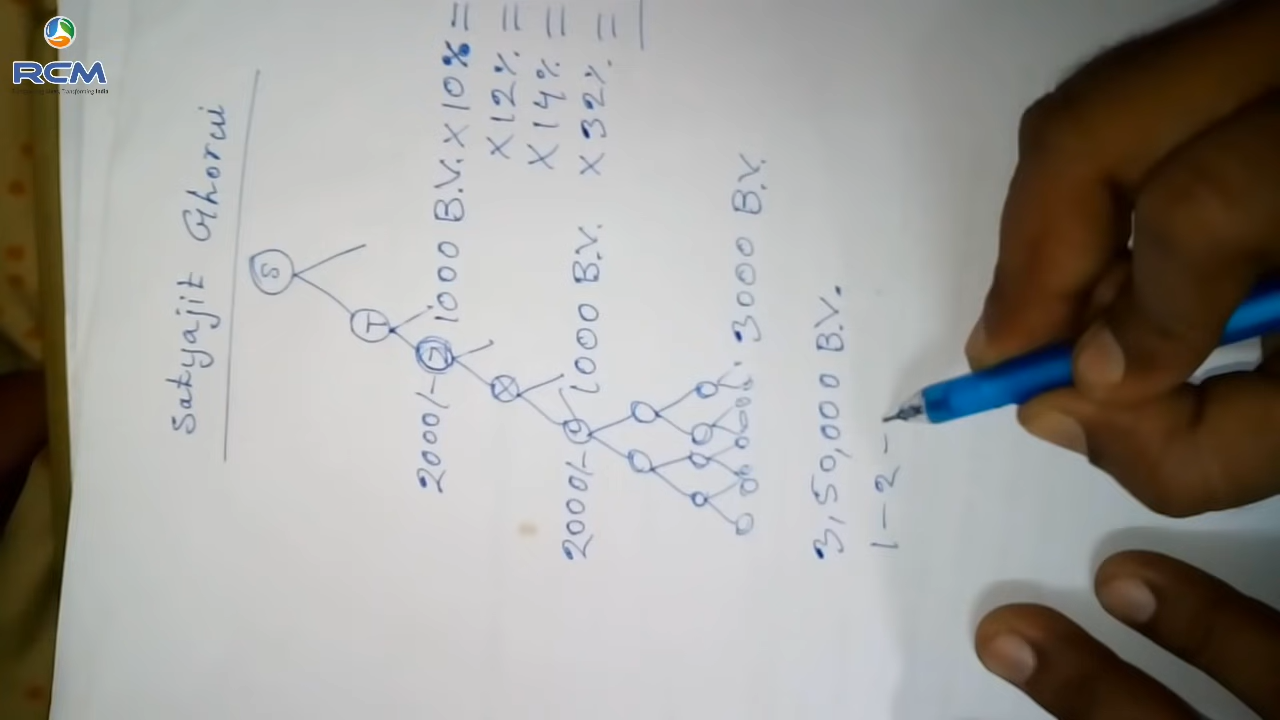 RCM
Satyajit Ghorui
S
T
2000/- 1000 B.V. X 10% =
X 12% =
X 14% =
2000/- 1000 B.V. X 32% =
3000 B.V.
3,50,000 B.V.
1-2-